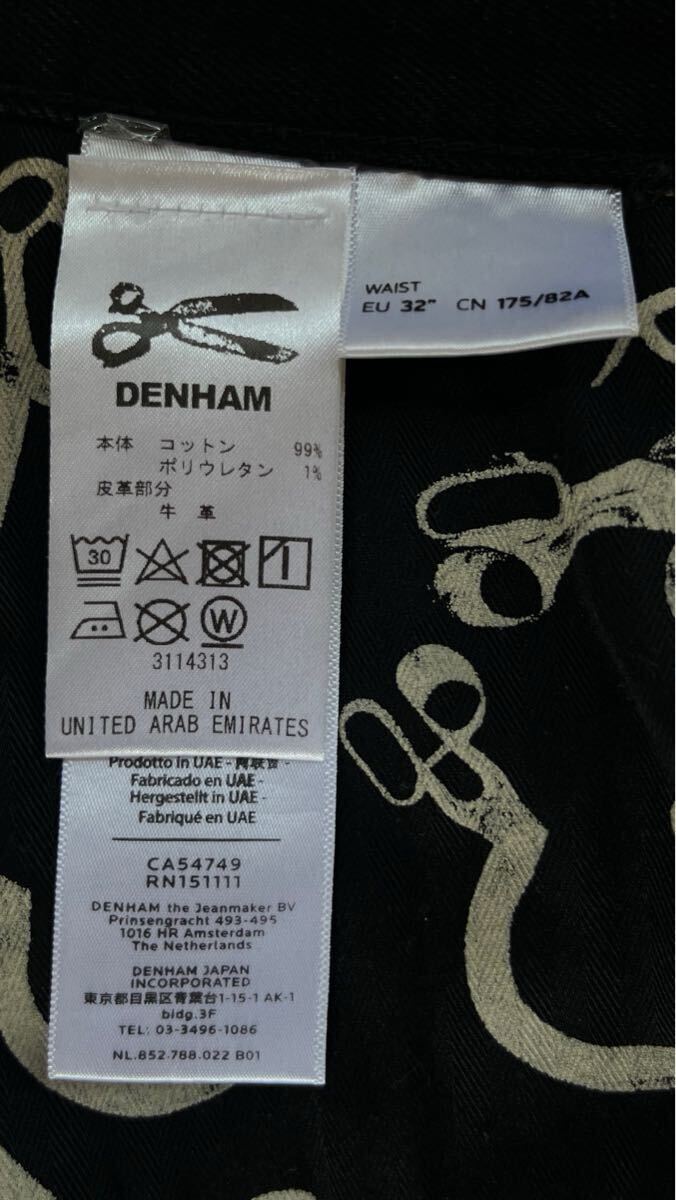 WAIST
EU 32" CN 175/82A
DENHAM
本体 コットン 99%
ポリウレタン 1%
皮革部分
牛 革
30
W
3114313
MADE IN
UNITED ARAB EMIRATES
Prodotto in UAE - 阿联酋 -
Fabricado en UAE -
Hergestellt in UAE -
Fabriqué en UAE
CA54749
RN151111
DENHAM the Jeanmaker BV
Prinsengracht 493-495
1016 HR Amsterdam
The Netherlands
DENHAM JAPAN
INCORPORATED
東京都目黒区青葉台1-15-1 AK-1
bldg.3F
TEL: 03-3496-1086
NL.852.788.022 B01